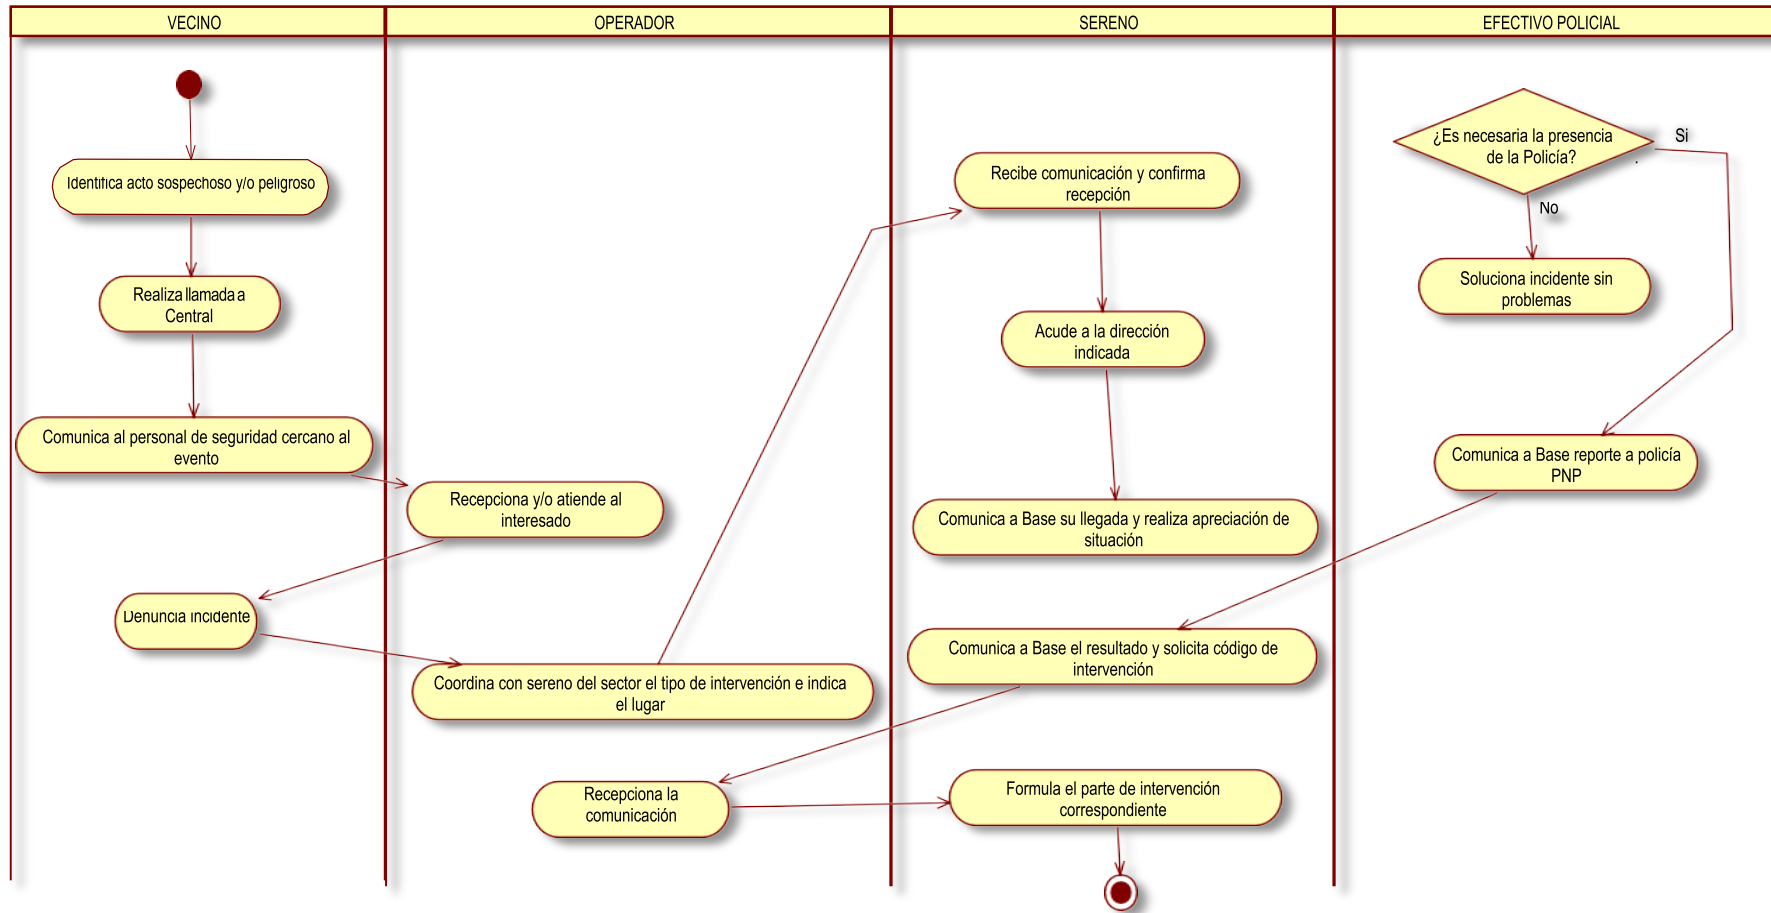 VECINO
OPERADOR
SERENO
EFECTIVO POLICIAL
Identifica acto sospechoso y/o peligroso
Realiza llamada a
Central
Comunica al personal de seguridad cercano al
evento
Denuncia incidente
Recepciona y/o atiende al
interesado
Coordina con sereno del sector el tipo de intervención e indica
el lugar
Recepciona la
comunicación
Recibe comunicación y confirma
recepción
Acude a la dirección
indicada
Comunica a Base su llegada y realiza apreciación de
situación
Comunica a Base el resultado y solicita código de
intervención
Formula el parte de intervención
correspondiente
¿Es necesaria la presencia
de la Policía?
Si
No
Soluciona incidente sin
problemas
Comunica a Base reporte a policía
PNP